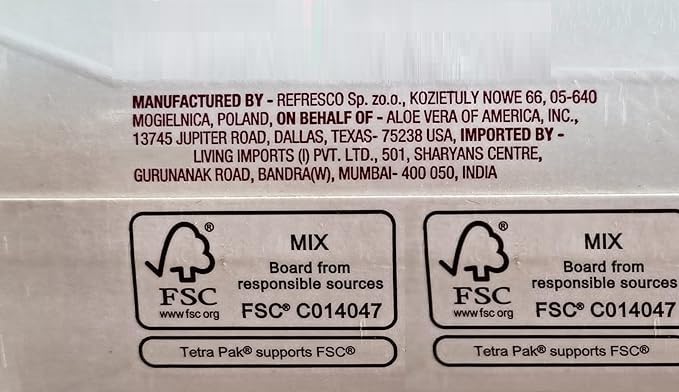 MANUFACTURED BY - REFRESCO Sp. zo.o., KOZIETULY NOWE 66, 05-640
MOGIELNICA, POLAND, ON BEHALF OF - ALOE VERA OF AMERICA, INC.,
13745 JUPITER ROAD, DALLAS, TEXAS- 75238 USA, IMPORTED BY -
LIVING IMPORTS (I) PVT. LTD., 501, SHARYANS CENTRE,
GURUNANAK ROAD, BANDRA(W), MUMBAI- 400 050, INDIA
®
FSC
www.fsc.org
MIX
Board from
responsible sources
FSC® C014047
Tetra Pak® supports FSC®
®
FSC
www.fsc.org
MIX
Board from
responsible sources
FSC® C014047
Tetra Pak® supports FSC®